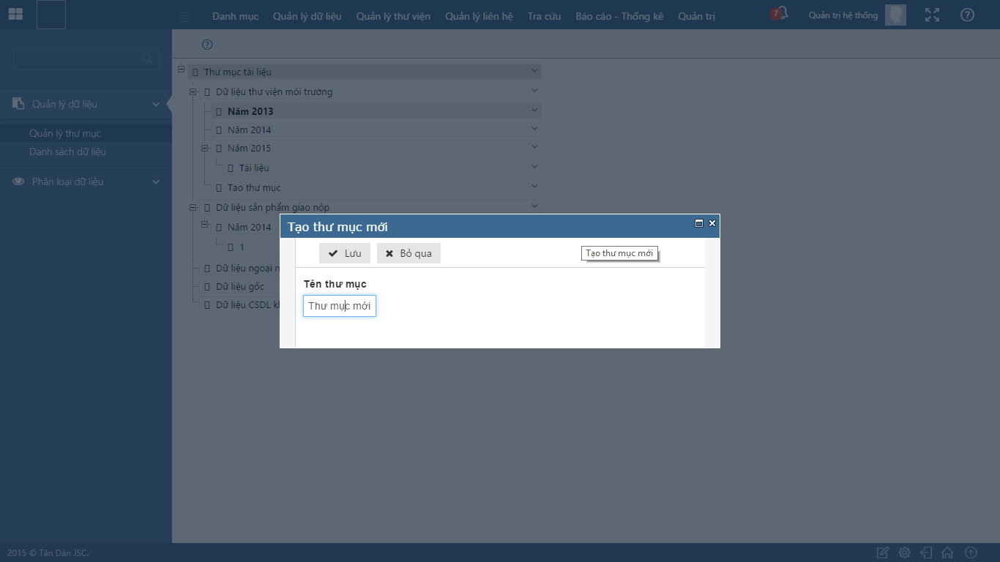 Danh mục Quản lý dữ liệu Quản lý thư viện Quản lý liên hệ Tra cứu Báo cáo - Thống kê Quản trị 7 Quản trị hệ thống
Quản lý dữ liệu
Quản lý thư mục
Danh sách dữ liệu
Phân loại dữ liệu
Thư mục tài liệu
Dữ liệu thư viện môi trường
Năm 2013
Năm 2014
Năm 2015
Tài liệu
Tao thư mục
Dữ liệu sản phẩm giao nộp
Năm 2014
1
Dữ liệu ngoại
Dữ liệu gốc
Dữ liệu CSDL
Tạo thư mục mới
Lưu Bỏ qua
Tạo thư mục mới
Tên thư mục
Thư mục mới
2015 © Tân Dân JSC.